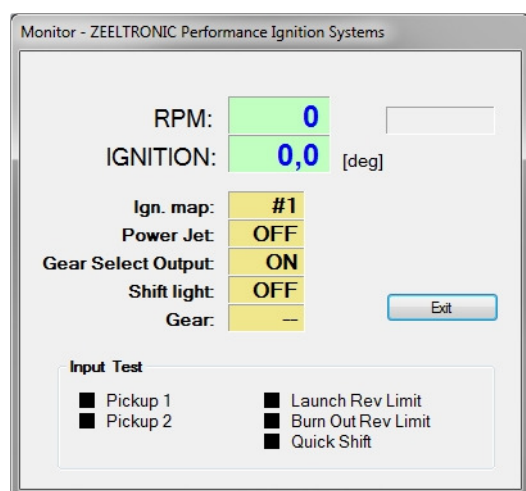 Monitor - ZEELTRONIC Performance Ignition Systems
RPM: 0
IGNITION: 0,0 [deg]
Ign. map: #1
Power Jet: OFF
Gear Select Output: ON
Shift light: OFF
Exit
Gear: --
Input Test
Pickup 1 Launch Rev Limit
Pickup 2 Burn Out Rev Limit
Quick Shift